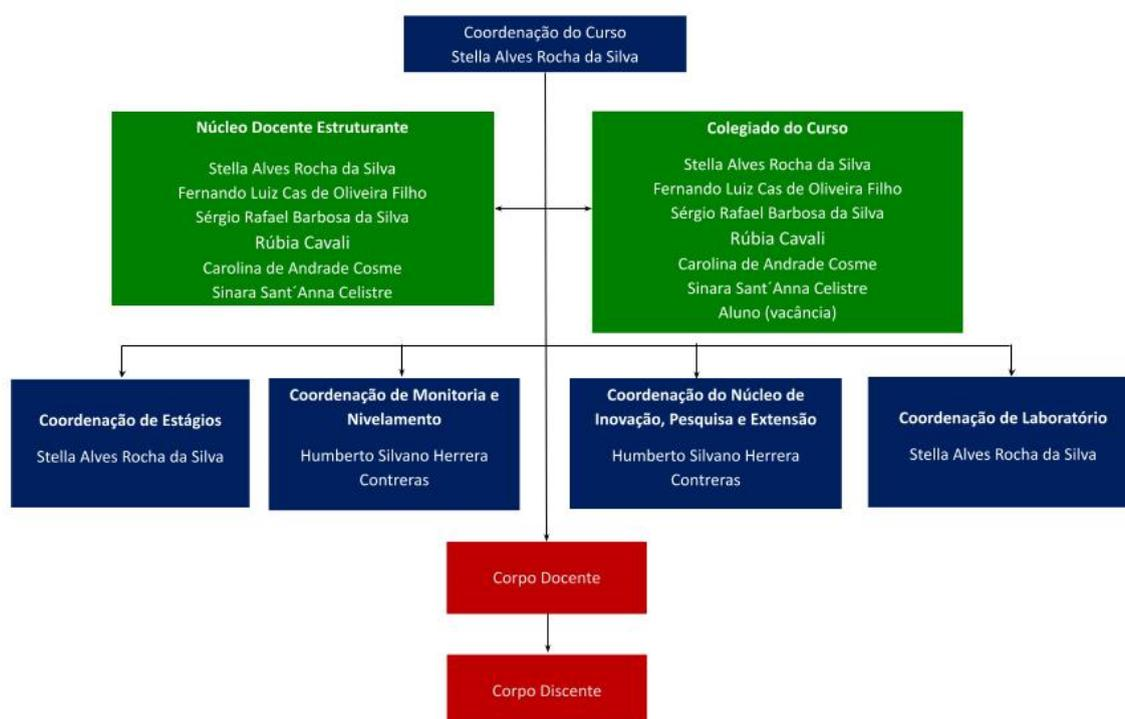 Coordenação do Curso
Stella Alves Rocha da Silva
Núcleo Docente Estruturante
Stella Alves Rocha da Silva
Fernando Luiz Cas de Oliveira Filho
Sérgio Rafael Barbosa da Silva
Rúbia Cavali
Carolina de Andrade Cosme
Sinara Sant´Anna Celistre
Colegiado do Curso
Stella Alves Rocha da Silva
Fernando Luiz Cas de Oliveira Filho
Sérgio Rafael Barbosa da Silva
Rúbia Cavali
Carolina de Andrade Cosme
Sinara Sant´Anna Celistre
Aluno (vacância)
Coordenação de Estágios
Stella Alves Rocha da Silva
Coordenação de Monitoria e
Nivelamento
Humberto Silvano Herrera
Contreras
Coordenação do Núcleo de
Inovação, Pesquisa e Extensão
Humberto Silvano Herrera
Contreras
Coordenação de Laboratório
Stella Alves Rocha da Silva
Corpo Docente
Corpo Discente